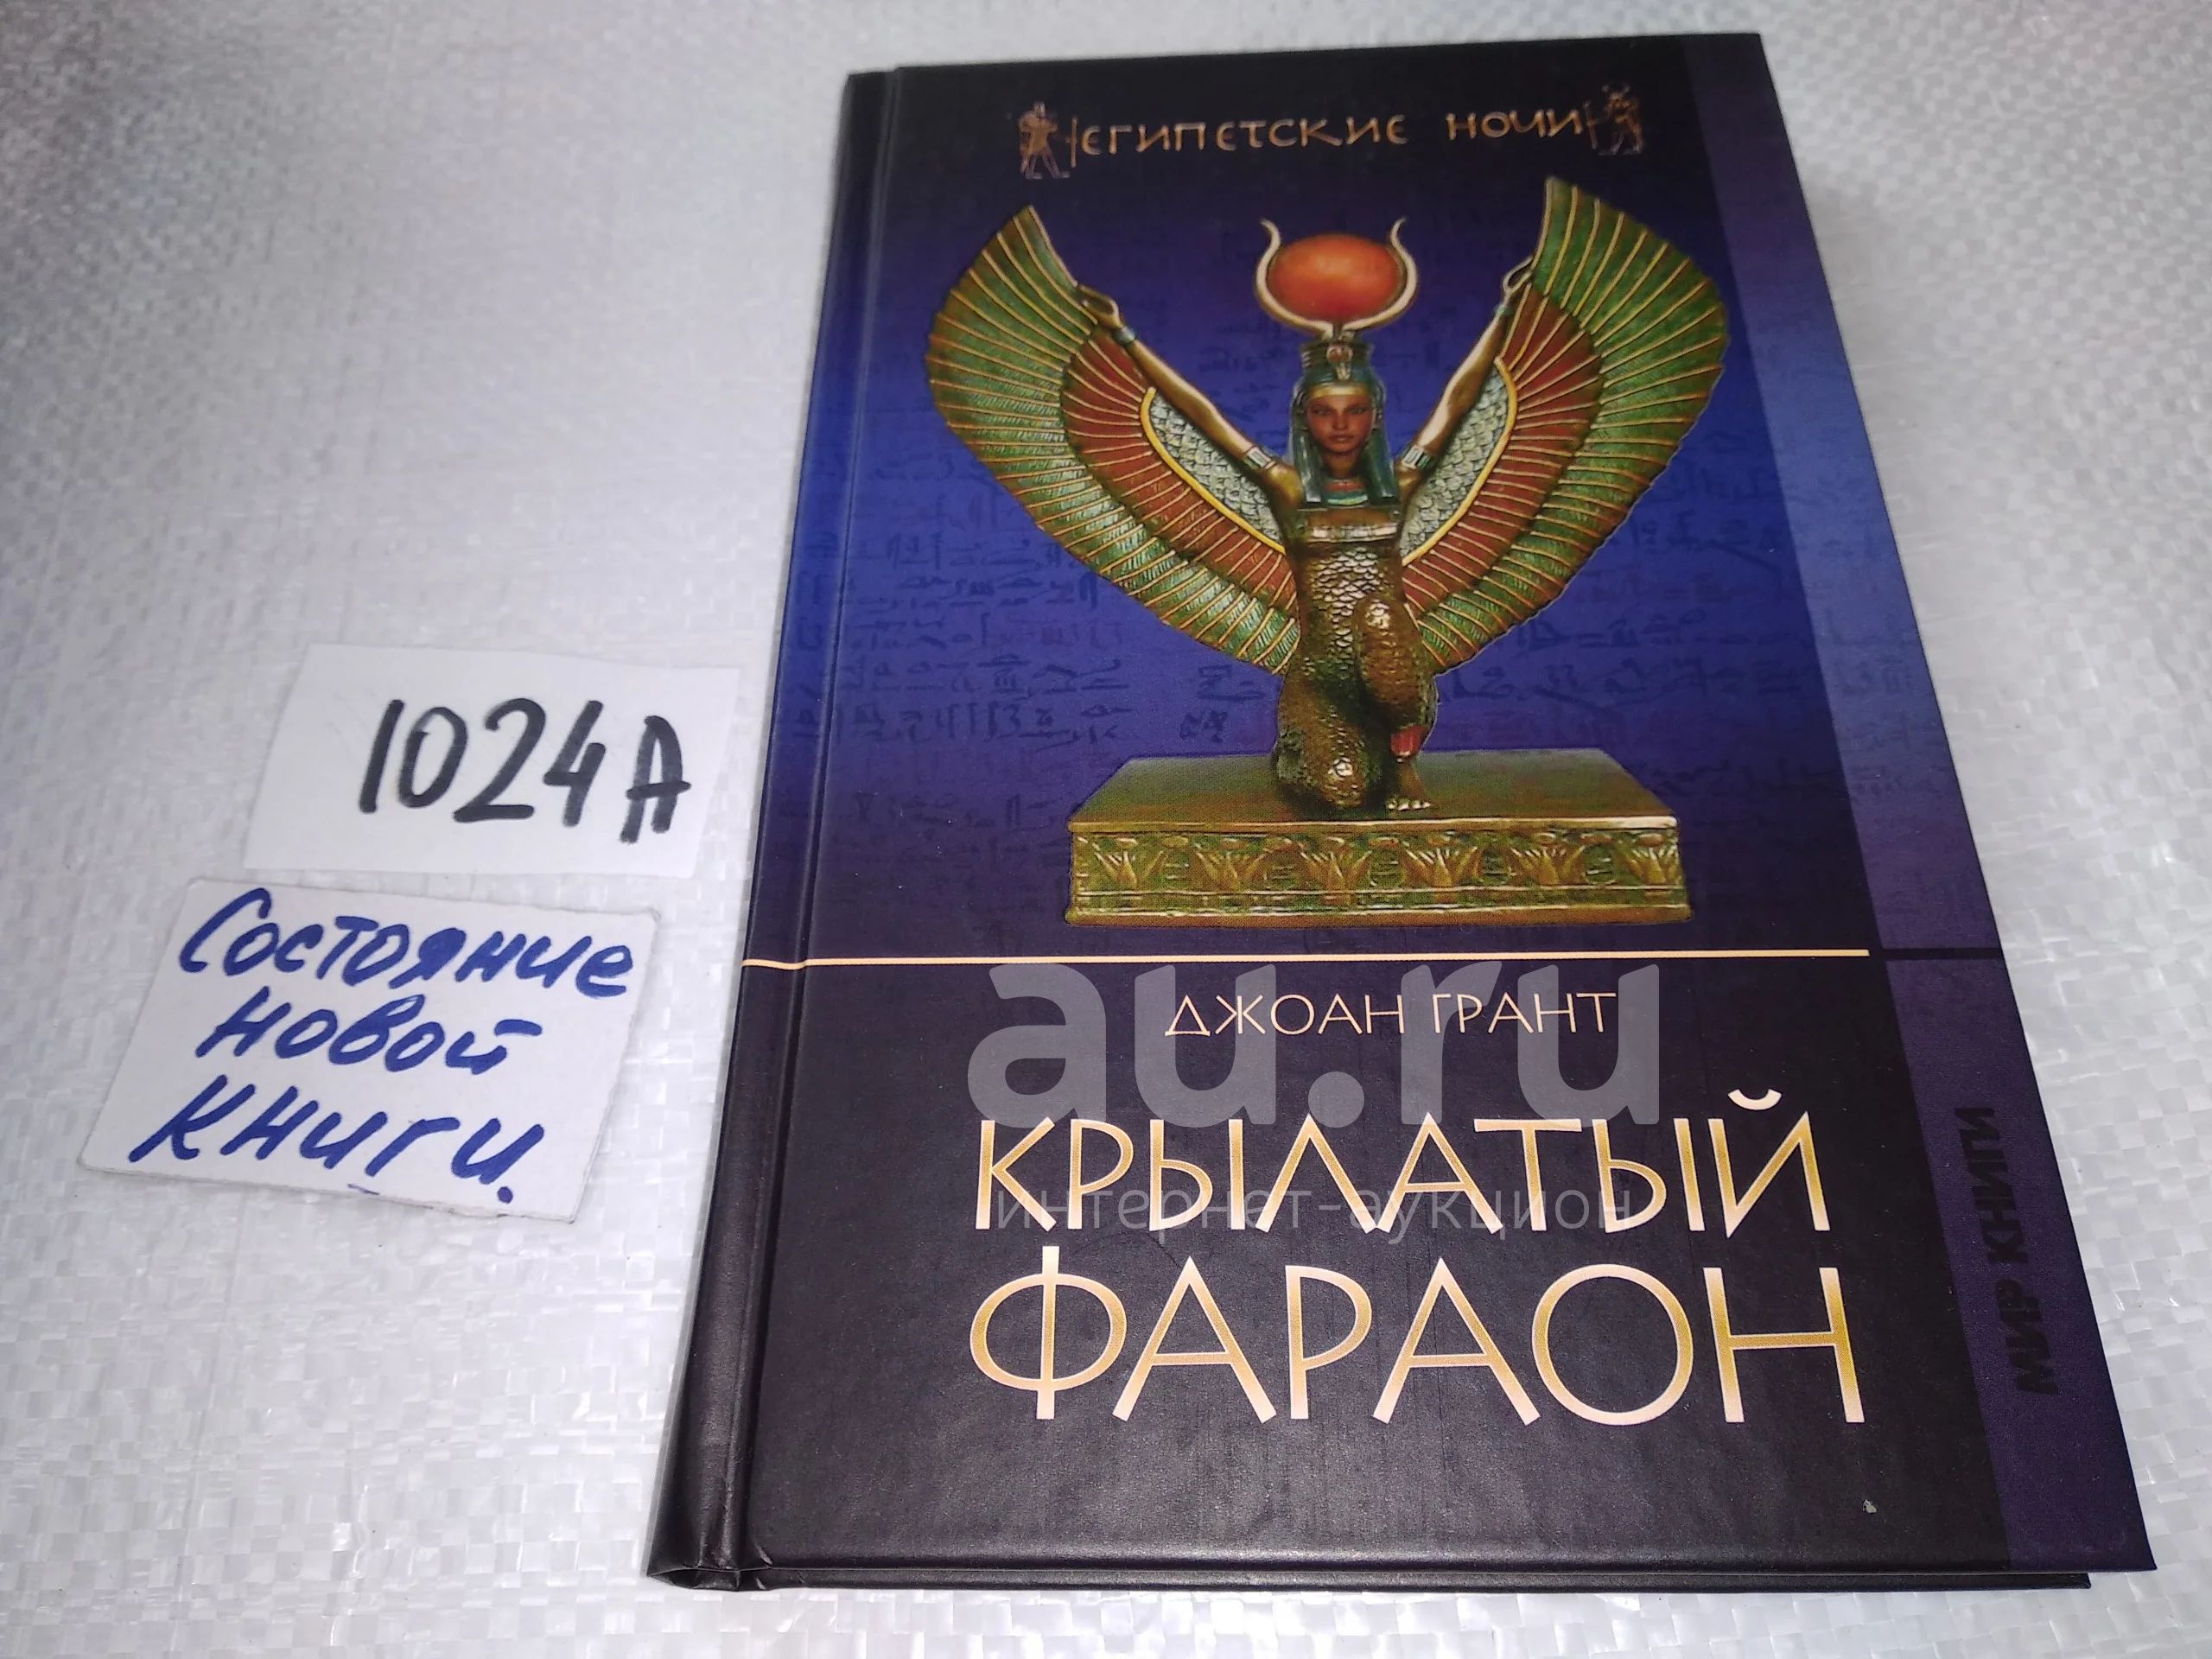 ЕГИПЕТСКИЕ НОЧИ
1024А
Состояние
новой
книги.
ДЖОАН ГРАНТ
au.ru
КРЫЛАТЫЙ
интернет-аукцион
ФАРАОН
МИР КНИГИ